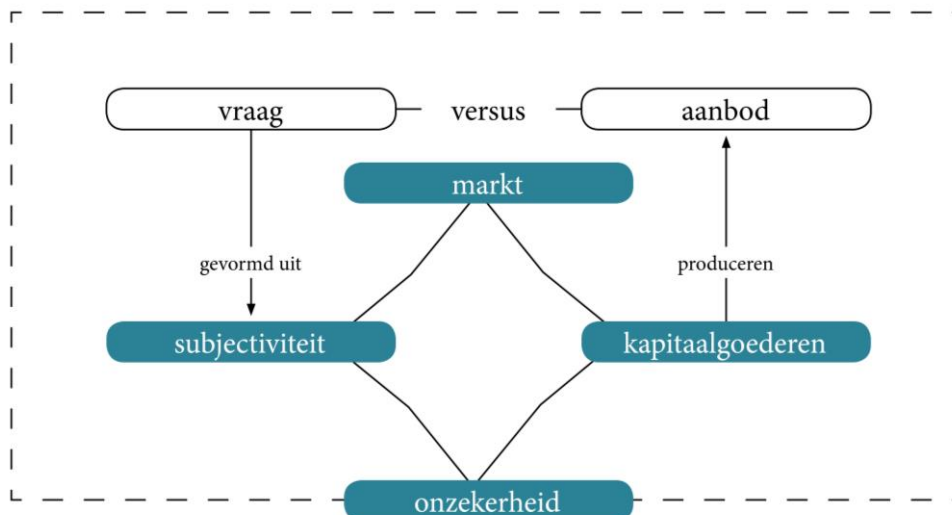 vraag versus aanbod
markt
gevormd uit produceren
subjectiviteit kapitaalgoederen
onzekerheid